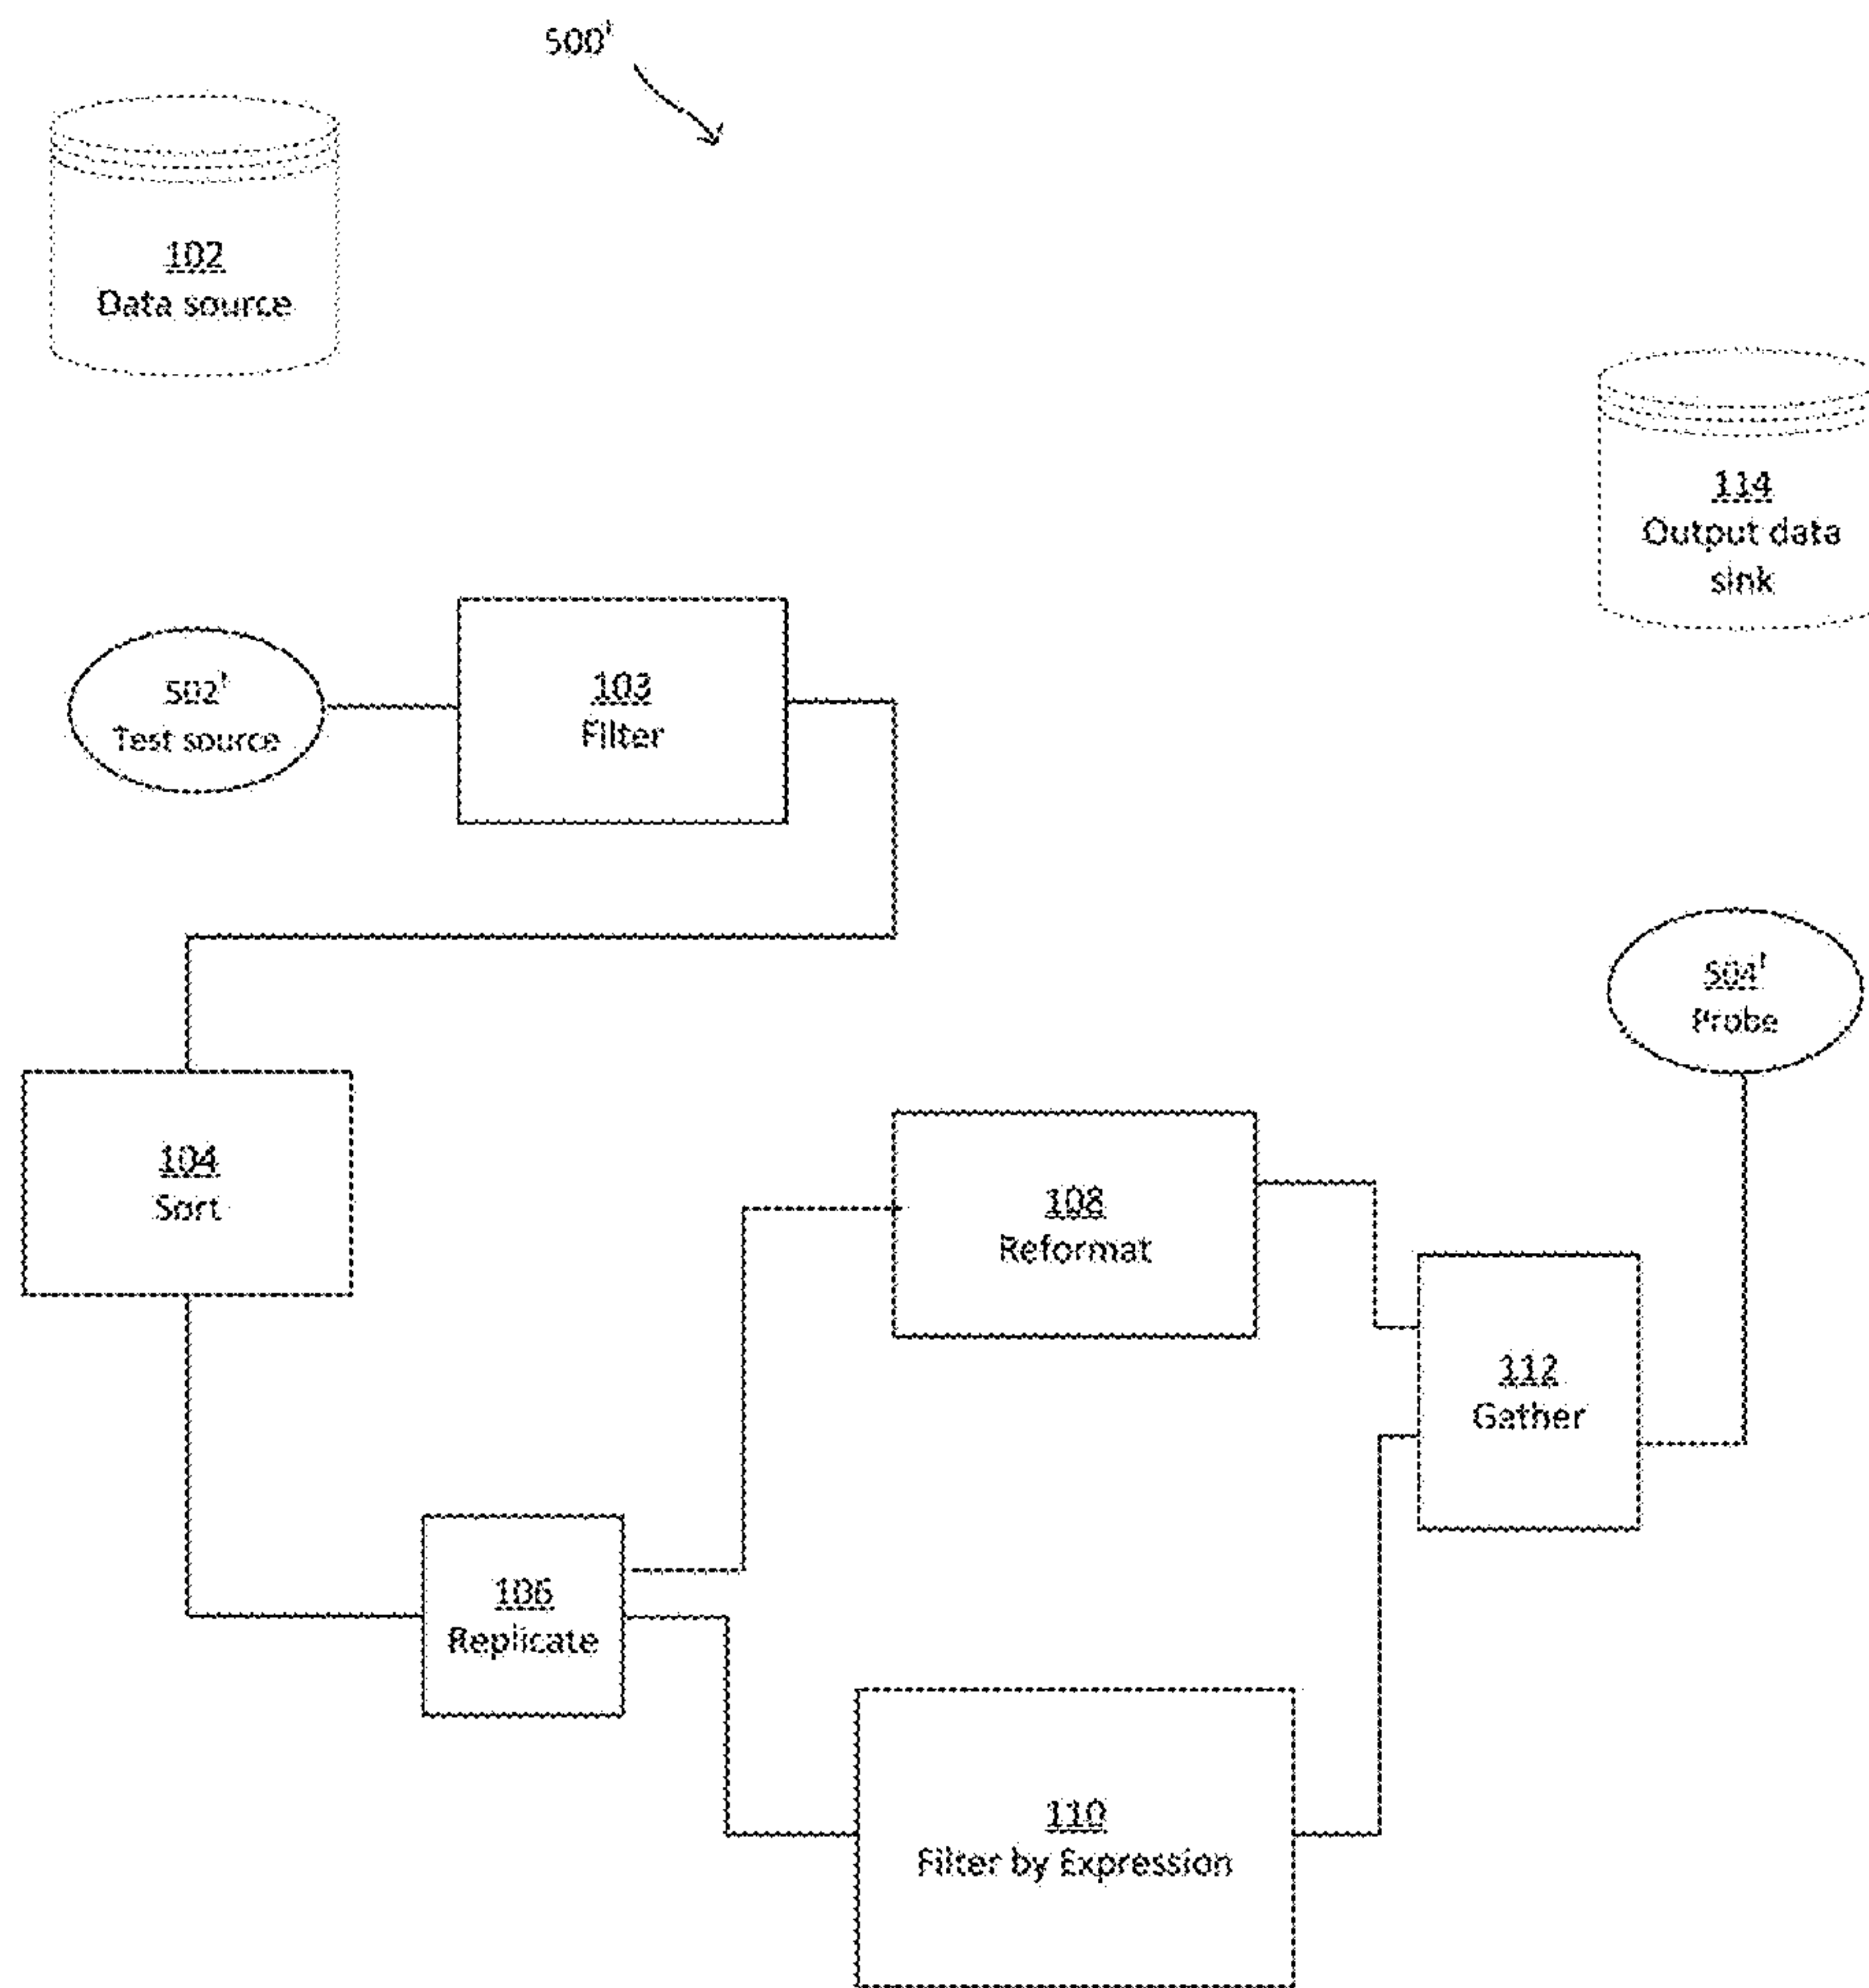 500'
102
Data source
114
Output data
sink
502'
Test source
103
Filter
504'
Probe
104
Sort
108
Reformat
112
Gather
106
Replicate
110
Filter by Expression